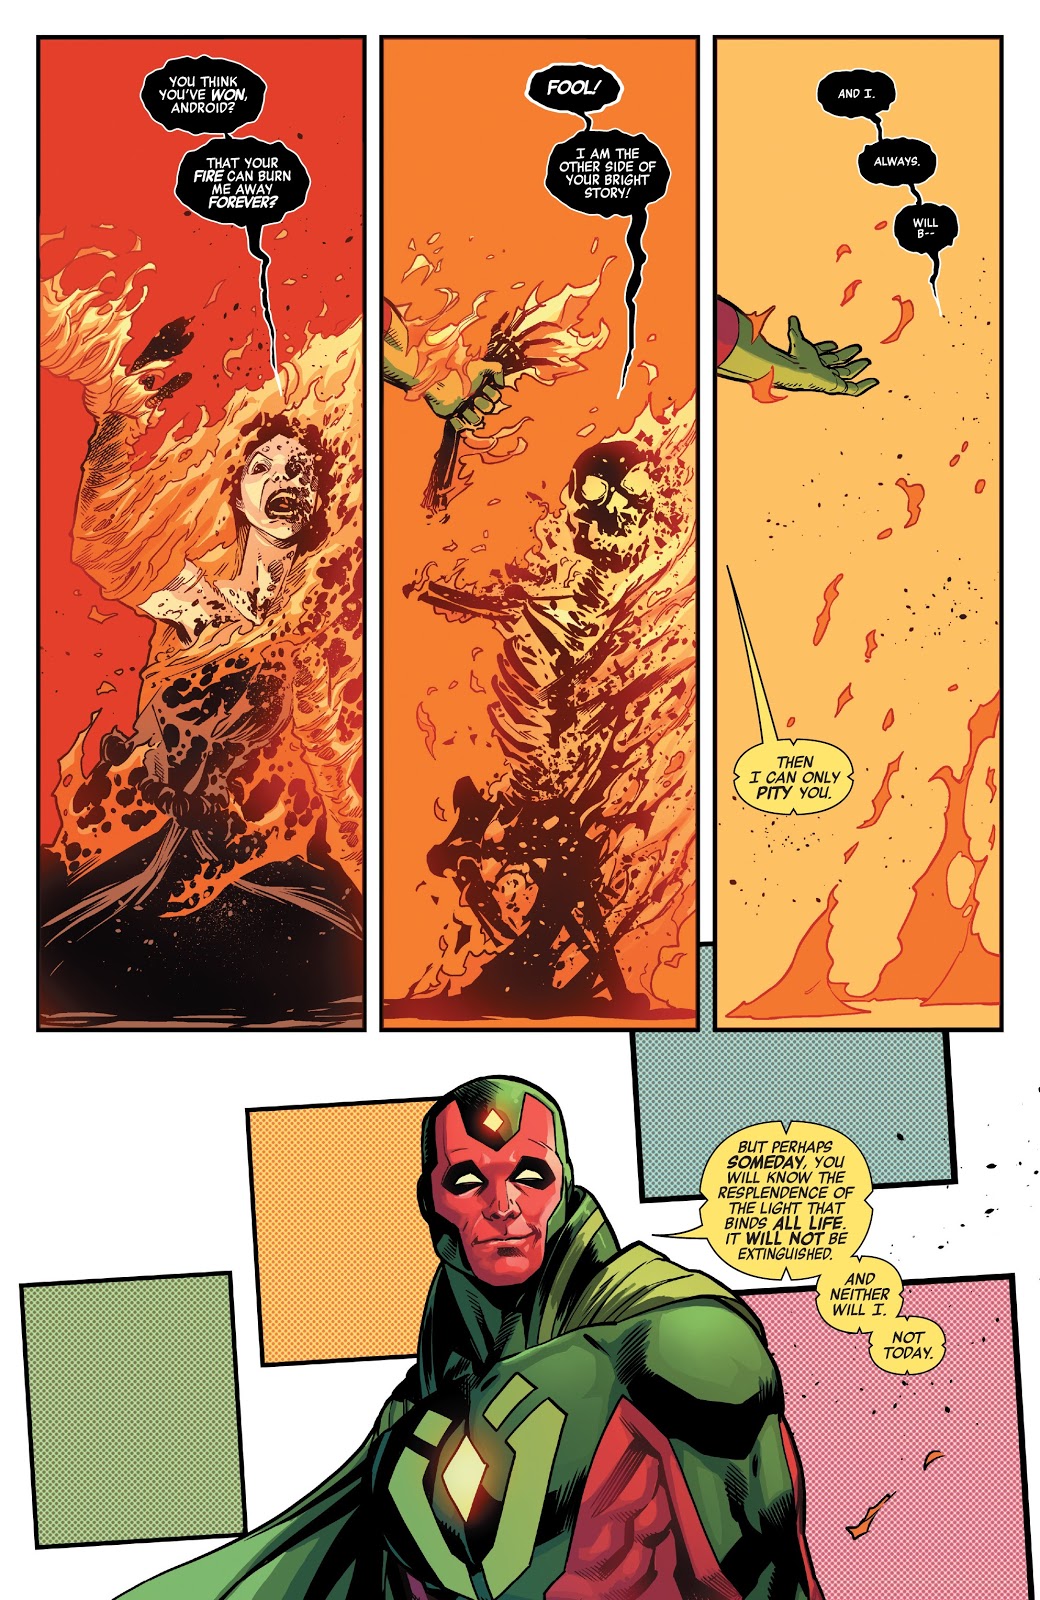 YOU THINK
YOU'VE WON,
ANDROID?
THAT YOUR
FIRE CAN BURN
ME AWAY
FOREVER?
FOOL!
I AM THE
OTHER SIDE OF
YOUR BRIGHT
STORY!
AND I.
ALWAYS.
WILL
B--
THEN
I CAN ONLY
PITY YOU.
BUT PERHAPS
SOMEDAY, YOU
WILL KNOW THE
RESPLENDENCE OF
THE LIGHT THAT
BINDS ALL LIFE.
IT WILL NOT BE
EXTINGUISHED.
AND
NEITHER
WILL I.
NOT
TODAY.